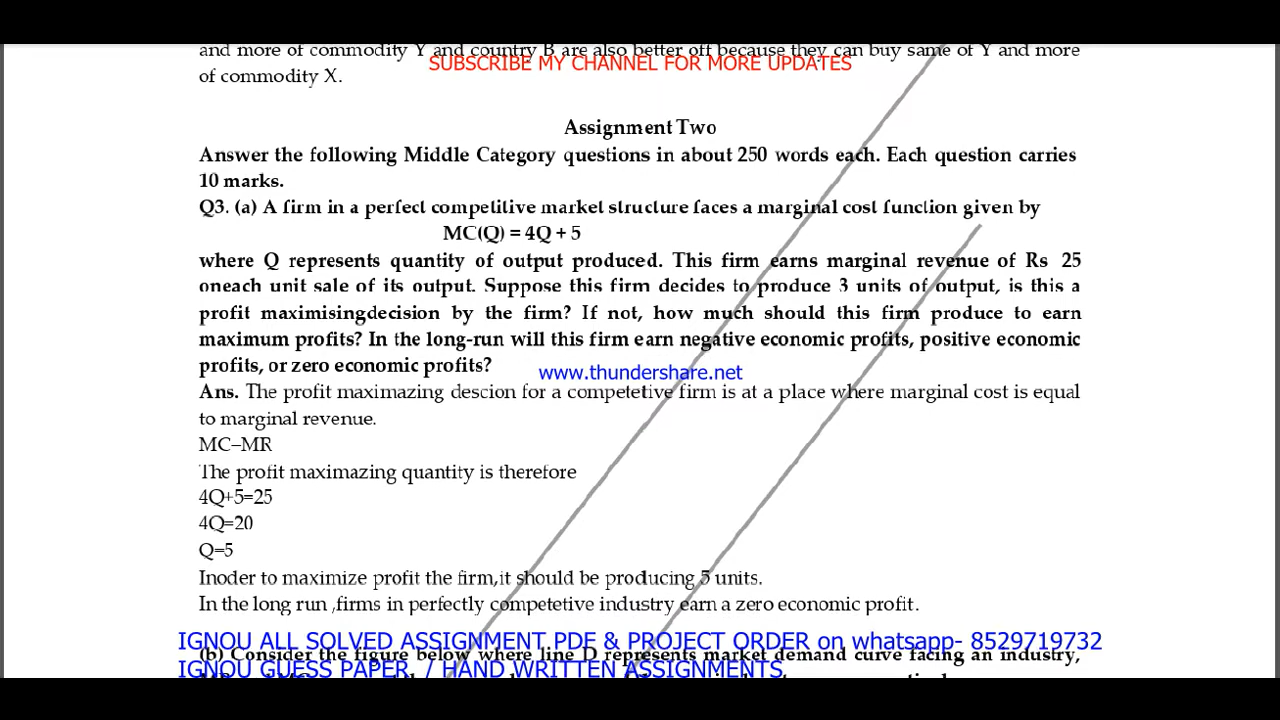 and more of commodity Y and country B are also better off because they can buy same of Y and more
SUBSCRIBE MY CHANNEL FOR MORE UPDATES
of commodity X.
Assignment Two
Answer the following Middle Category questions in about 250 words each. Each question carries
10 marks.
Q3. (a) A firm in a perfect competitive market structure faces a marginal cost function given by
MC(Q) = 4Q + 5
where Q represents quantity of output produced. This firm earns marginal revenue of Rs 25
oneach unit sale of its output. Suppose this firm decides to produce 3 units of output, is this a
profit maximisingdecision by the firm? If not, how much should this firm produce to earn
maximum profits? In the long-run will this firm earn negative economic profits, positive economic
profits, or zero economic profits?
www.thundershare.net
Ans. The profit maximazing descion for a competetive firm is at a place where marginal cost is equal
to marginal revenue.
MC–MR
The profit maximazing quantity is therefore
4Q+5=25
4Q=20
Q=5
Inoder to maximize profit the firm,it should be producing 5 units.
In the long run ,firms in perfectly competetive industry earn a zero economic profit.
IGNOU ALL SOLVED ASSIGNMENT PDF & PROJECT ORDER on whatsapp- 8529719732
(b) Consider the figure below where line D represents market demand curve facing an industry,
IGNOU GUESS PAPER / HAND WRITTEN ASSIGNMENTS